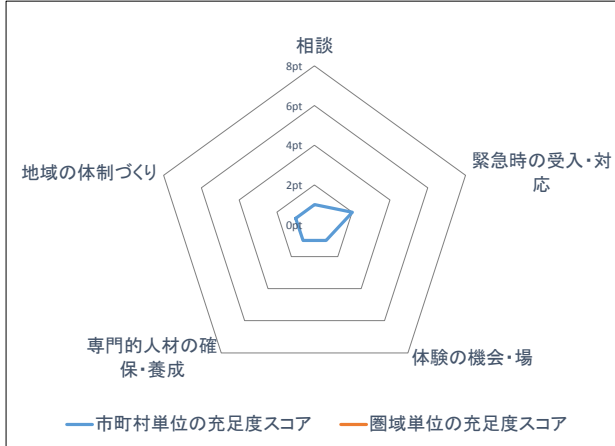 相談
8pt
6pt
4pt
2pt
0pt
緊急時の受入・対
応
地域の体制づくり
専門的人材の確
保・養成
体験の機会・場
市町村単位の充足度スコア
圏域単位の充足度スコア